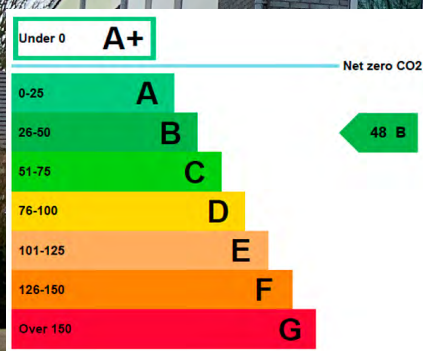 Under 0 A+
Net zero CO2
0-25 A
26-50 B 48 B
51-75 C
76-100 D
101-125 E
126-150 F
Over 150 G